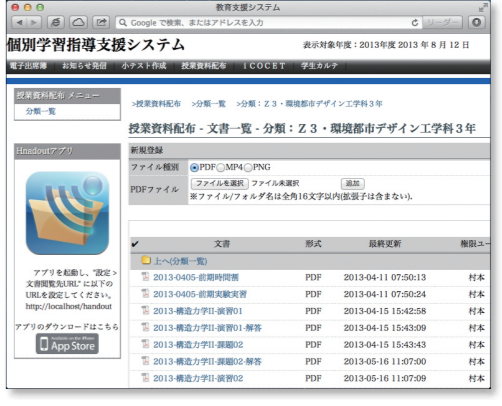 教育支援システム
Google で検索、またはアドレスを入力
リーダー
個別学習指導支援システム
表示対象年度：2013年度 2013 年 8 月 12 日
電子出席簿 お知らせ発信 小テスト作成 授業資料配布 ICOCET 学生カルテ
授業資料配布 メニュー
分類一覧
>授業資料配布 >分類一覧 >分類：Z３・環境都市デザイン工学科３年
授業資料配布 - 文書一覧 - 分類：Z３・環境都市デザイン工学科３年
Hnadoutアプリ
アプリを起動し、"設定 >
文書閲覧先URL" に以下の
URLを設定してください。
http://localhost/handout
アプリのダウンロードはこちら
Available on the iPhone
App Store
新規登録
ファイル種別 PDF MP4 PNG
PDFファイル ファイルを選択 ファイル未選択 追加
※ファイル/フォルダ名は全角16文字以内(拡張子は含まない).
✔ 文書 形式 最終更新 権限ユー
上へ(分類一覧)
2013-0405-前期時間割 PDF 2013-04-11 07:50:13 村本
2013-0405-前期実験実習 PDF 2013-04-11 07:50:24 村本
2013-構造力学II-演習01 PDF 2013-04-15 15:42:58 村本
2013-構造力学II-演習01-解答 PDF 2013-04-15 15:43:09 村本
2013-構造力学II-課題02 PDF 2013-04-15 15:43:43 村本
2013-構造力学II-課題02-解答 PDF 2013-05-16 11:07:00 村本
2013-構造力学II-演習02 PDF 2013-05-16 11:07:09 村本